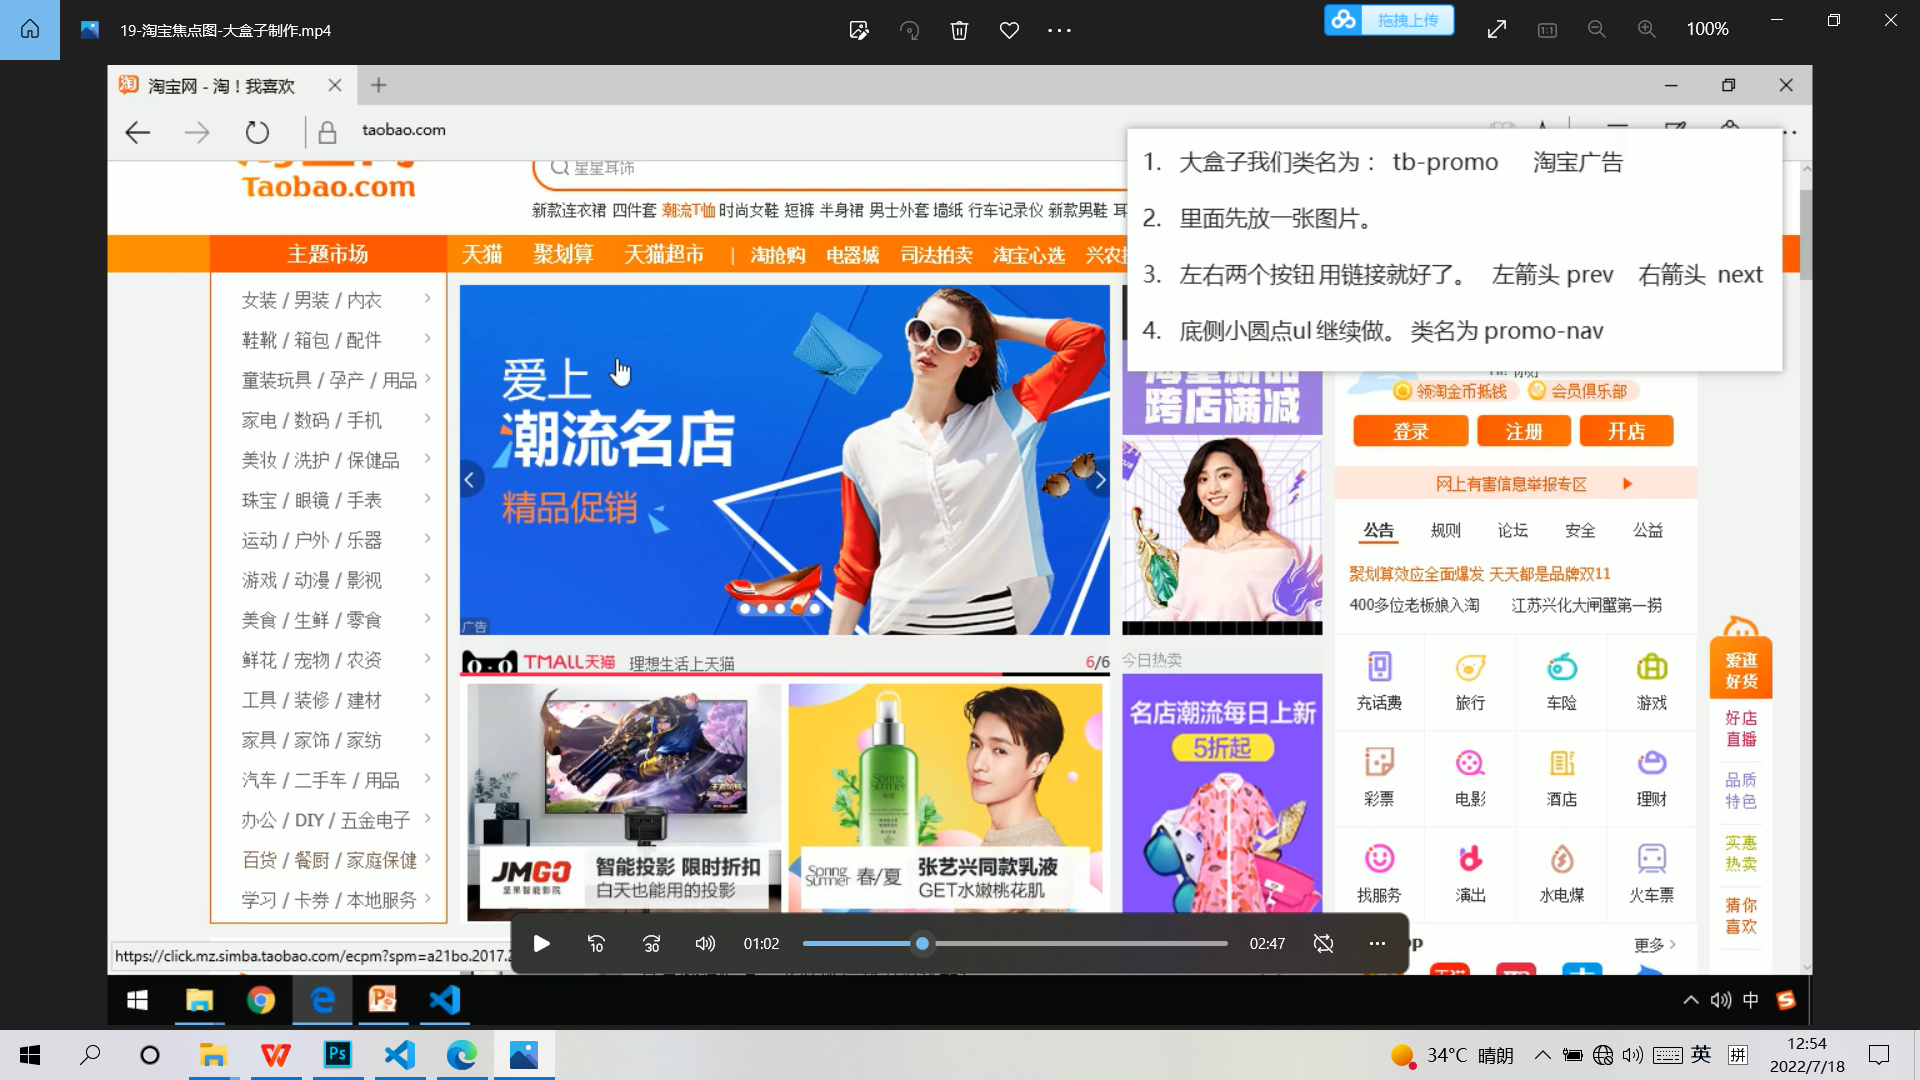 19-淘宝焦点图-大盒子制作.mp4
拖拽上传
1:1
100%
淘宝网 - 淘！我喜欢
taobao.com
Taobao.com
星星耳饰
新款连衣裙 四件套 潮流T恤 时尚女鞋 短裤 半身裙 男士外套 墙纸 行车记录仪 新款男鞋 耳
1. 大盒子我们类名为： tb-promo 淘宝广告
2. 里面先放一张图片。
3. 左右两个按钮 用链接就好了。 左箭头 prev 右箭头 next
4. 底侧小圆点ul 继续做。 类名为 promo-nav
主题市场
天猫 聚划算 天猫超市 | 淘抢购 电器城 司法拍卖 淘宝心选 兴农
女装 / 男装 / 内衣
鞋靴 / 箱包 / 配件
童装玩具 / 孕产 / 用品
家电 / 数码 / 手机
美妆 / 洗护 / 保健品
珠宝 / 眼镜 / 手表
运动 / 户外 / 乐器
游戏 / 动漫 / 影视
美食 / 生鲜 / 零食
鲜花 / 宠物 / 农资
工具 / 装修 / 建材
家具 / 家饰 / 家纺
汽车 / 二手车 / 用品
办公 / DIY / 五金电子
百货 / 餐厨 / 家庭保健
学习 / 卡券 / 本地服务
爱上
潮流名店
精品促销
广告
跨店满减
领淘金币抵钱 会员俱乐部
登录 注册 开店
网上有害信息举报专区
公告 规则 论坛 安全 公益
聚划算效应全面爆发 天天都是品牌双11
400多位老板娘入淘 江苏兴化大闸蟹第一捞
TMALL天猫 理想生活上天猫 6/6
今日热卖
名店潮流每日上新
5折起
JMGO
坚果智能影院
智能投影 限时折扣
白天也能用的投影
Spring Summer 春/夏
张艺兴同款乳液
GET水嫩桃花肌
充话费 旅行 车险 游戏
彩票 电影 酒店 理财
找服务 演出 水电煤 火车票
更多
爱逛
好货
好店
直播
品质
特色
实惠
热卖
猜你
喜欢
https://click.mz.simba.taobao.com/ecpm?spm=a21bo.2017.2
10 30 01:02 02:47
中
34°C 晴朗
英
拼
12:54
2022/7/18